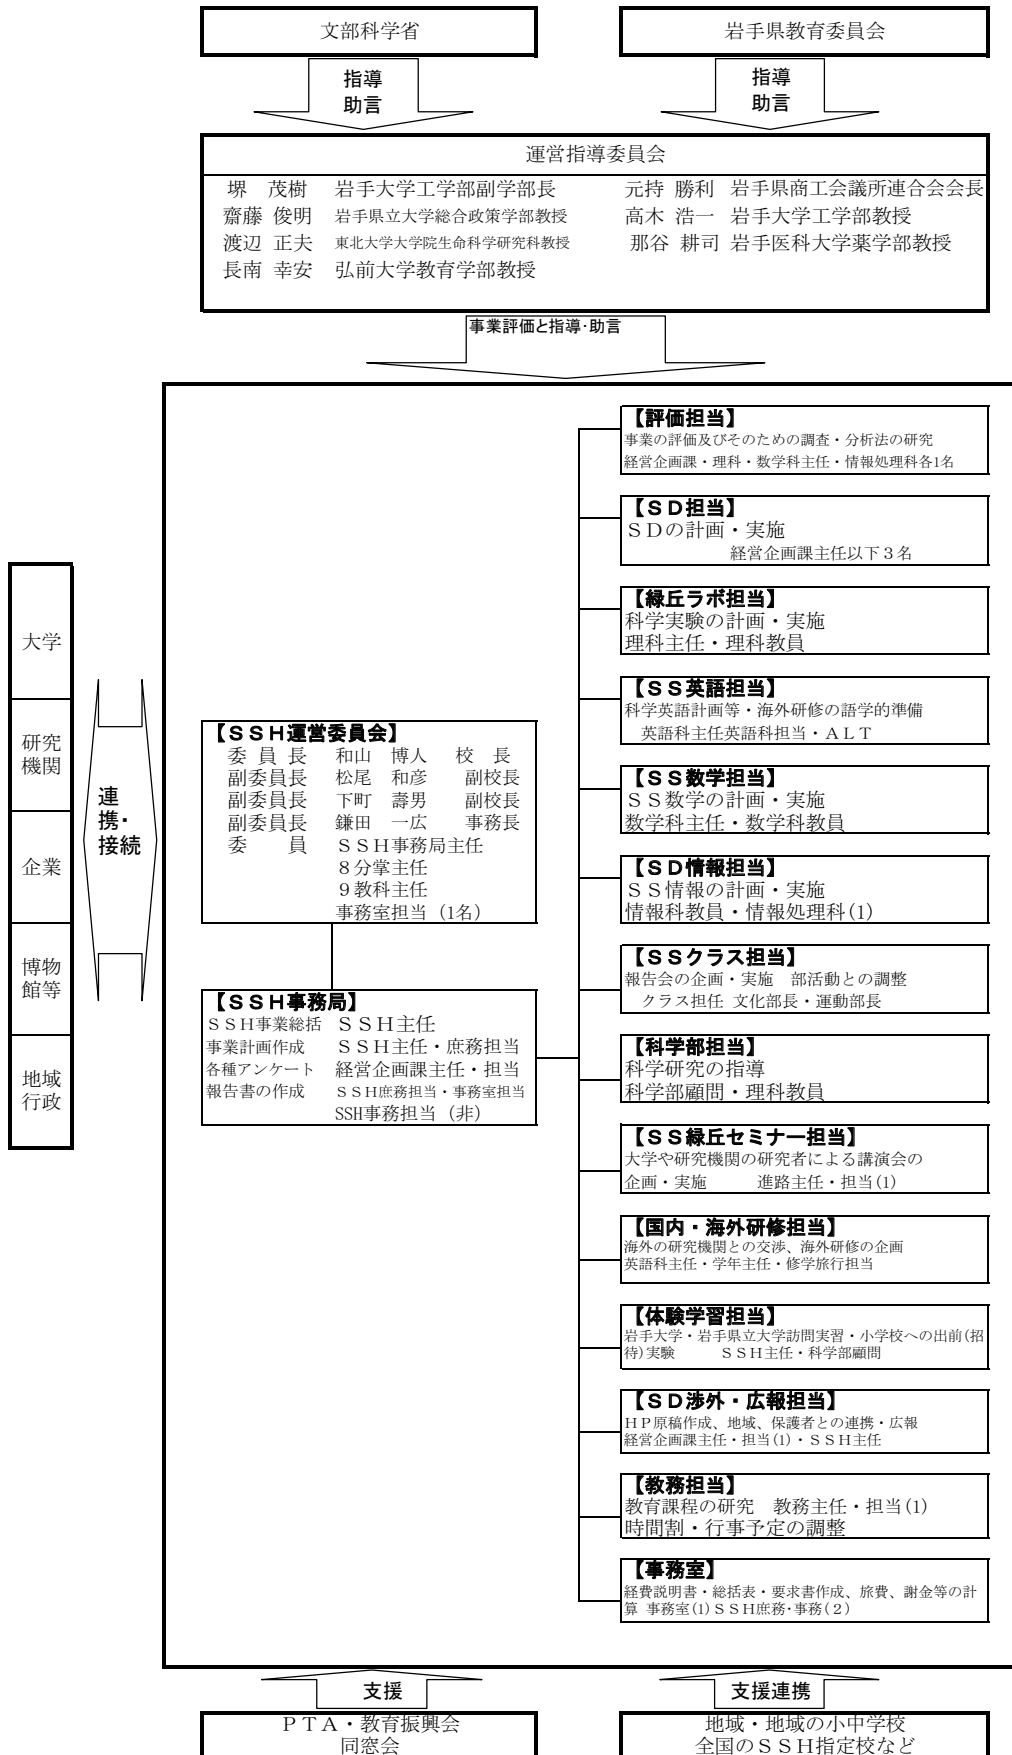 文部科学省
岩手県教育委員会
指導
助言
指導
助言
運営指導委員会
堺　茂樹　岩手大学工学部副学部長
元持 勝利　岩手県商工会議所連合会会長
齋藤 俊明　岩手県立大学総合政策学部教授
高木 浩一　岩手大学工学部教授
渡辺 正夫　東北大学大学院生命科学研究科教授
那谷 耕司 岩手医科大学薬学部教授
長南 幸安　弘前大学教育学部教授
事業評価と指導・助言
大学
研究
機関
企業
博物
館等
地域
行政
連
携・
接続
【ＳＳＨ運営委員会】
委 員 長　和山　博人　校　長
副委員長　松尾　和彦　副校長
副委員長　下町　壽男　副校長
副委員長　鎌田　一広　事務長
委　　員　ＳＳＨ事務局主任
８分掌主任
９教科主任
事務室担当（1名）
【ＳＳＨ事務局】
ＳＳＨ事業総括　ＳＳＨ主任
事業計画作成　ＳＳＨ主任・庶務担当
各種アンケート　経営企画課主任・担当
報告書の作成　ＳＳＨ庶務担当・事務室担当
SSH事務担当（非）
【評価担当】
事業の評価及びそのための調査・分析法の研究
経営企画課・理科・数学科主任・情報処理科各1名
【ＳＤ担当】
ＳＤの計画・実施
経営企画課主任以下３名
【緑丘ラボ担当】
科学実験の計画・実施
理科主任・理科教員
【ＳＳ英語担当】
科学英語計画等・海外研修の語学的準備
英語科主任英語科担当・ＡＬＴ
【ＳＳ数学担当】
ＳＳ数学の計画・実施
数学科主任・数学科教員
【ＳＤ情報担当】
ＳＳ情報の計画・実施
情報科教員・情報処理科(1)
【ＳＳクラス担当】
報告会の企画・実施　部活動との調整
クラス担任 文化部長・運動部長
【科学部担当】
科学研究の指導
科学部顧問・理科教員
【ＳＳ緑丘セミナー担当】
大学や研究機関の研究者による講演会の
企画・実施　　　進路主任・担当(1)
【国内・海外研修担当】
海外の研究機関との交渉、海外研修の企画
英語科主任・学年主任・修学旅行担当
【体験学習担当】
岩手大学・岩手県立大学訪問実習・小学校への出前(招
待)実験　　　ＳＳＨ主任・科学部顧問
【ＳＤ渉外・広報担当】
ＨＰ原稿作成、地域、保護者との連携・広報
経営企画課主任・担当(1)・ＳＳＨ主任
【教務担当】
教育課程の研究　教務主任・担当(1)
時間割・行事予定の調整
【事務室】
経費説明書・総括表・要求書作成、旅費、謝金等の計
算 事務室(1)ＳＳＨ庶務・事務(２)
支援
支援連携
ＰＴＡ・教育振興会
同窓会
地域・地域の小中学校
全国のＳＳＨ指定校など